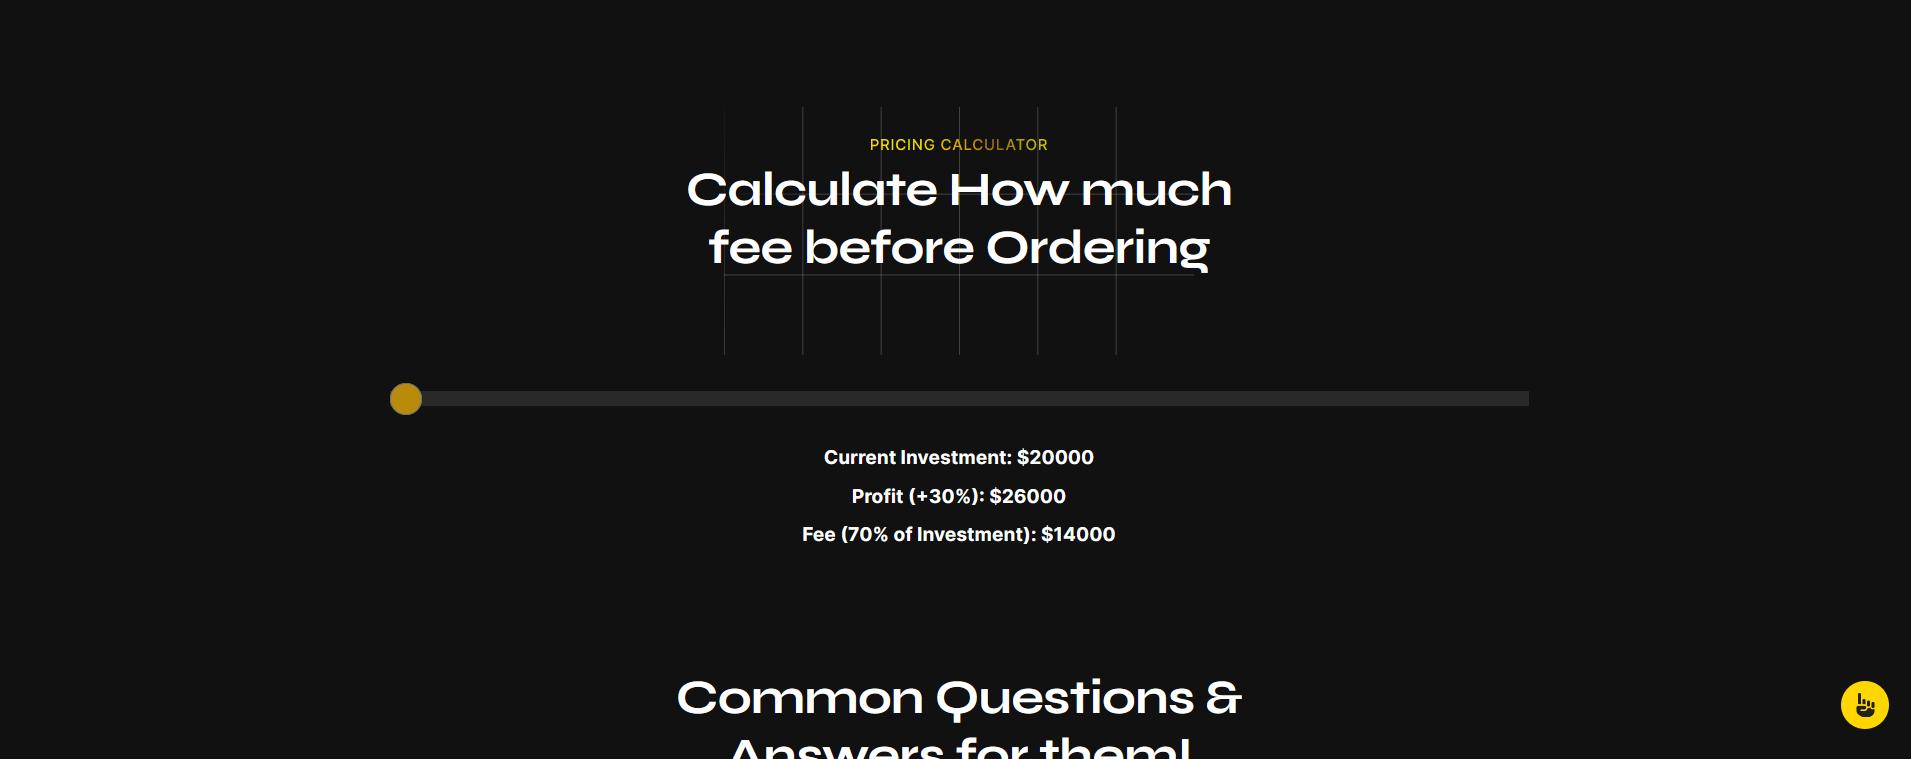 PRICING CALCULATOR
Calculate How much
fee before Ordering
Current Investment: $20000
Profit (+30%): $26000
Fee (70% of Investment): $14000
Common Questions &
Answers for them!